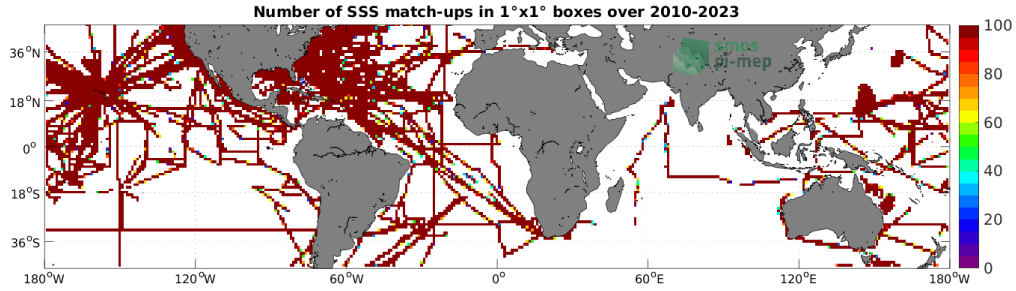 Number of SSS match-ups in 1°x1° boxes over 2010-2023
36°N
18°N
0°
18°S
36°S
180°W
120°W
60°W
0°
60°E
120°E
180°W
smos
pi-mep
100
80
60
40
20
0